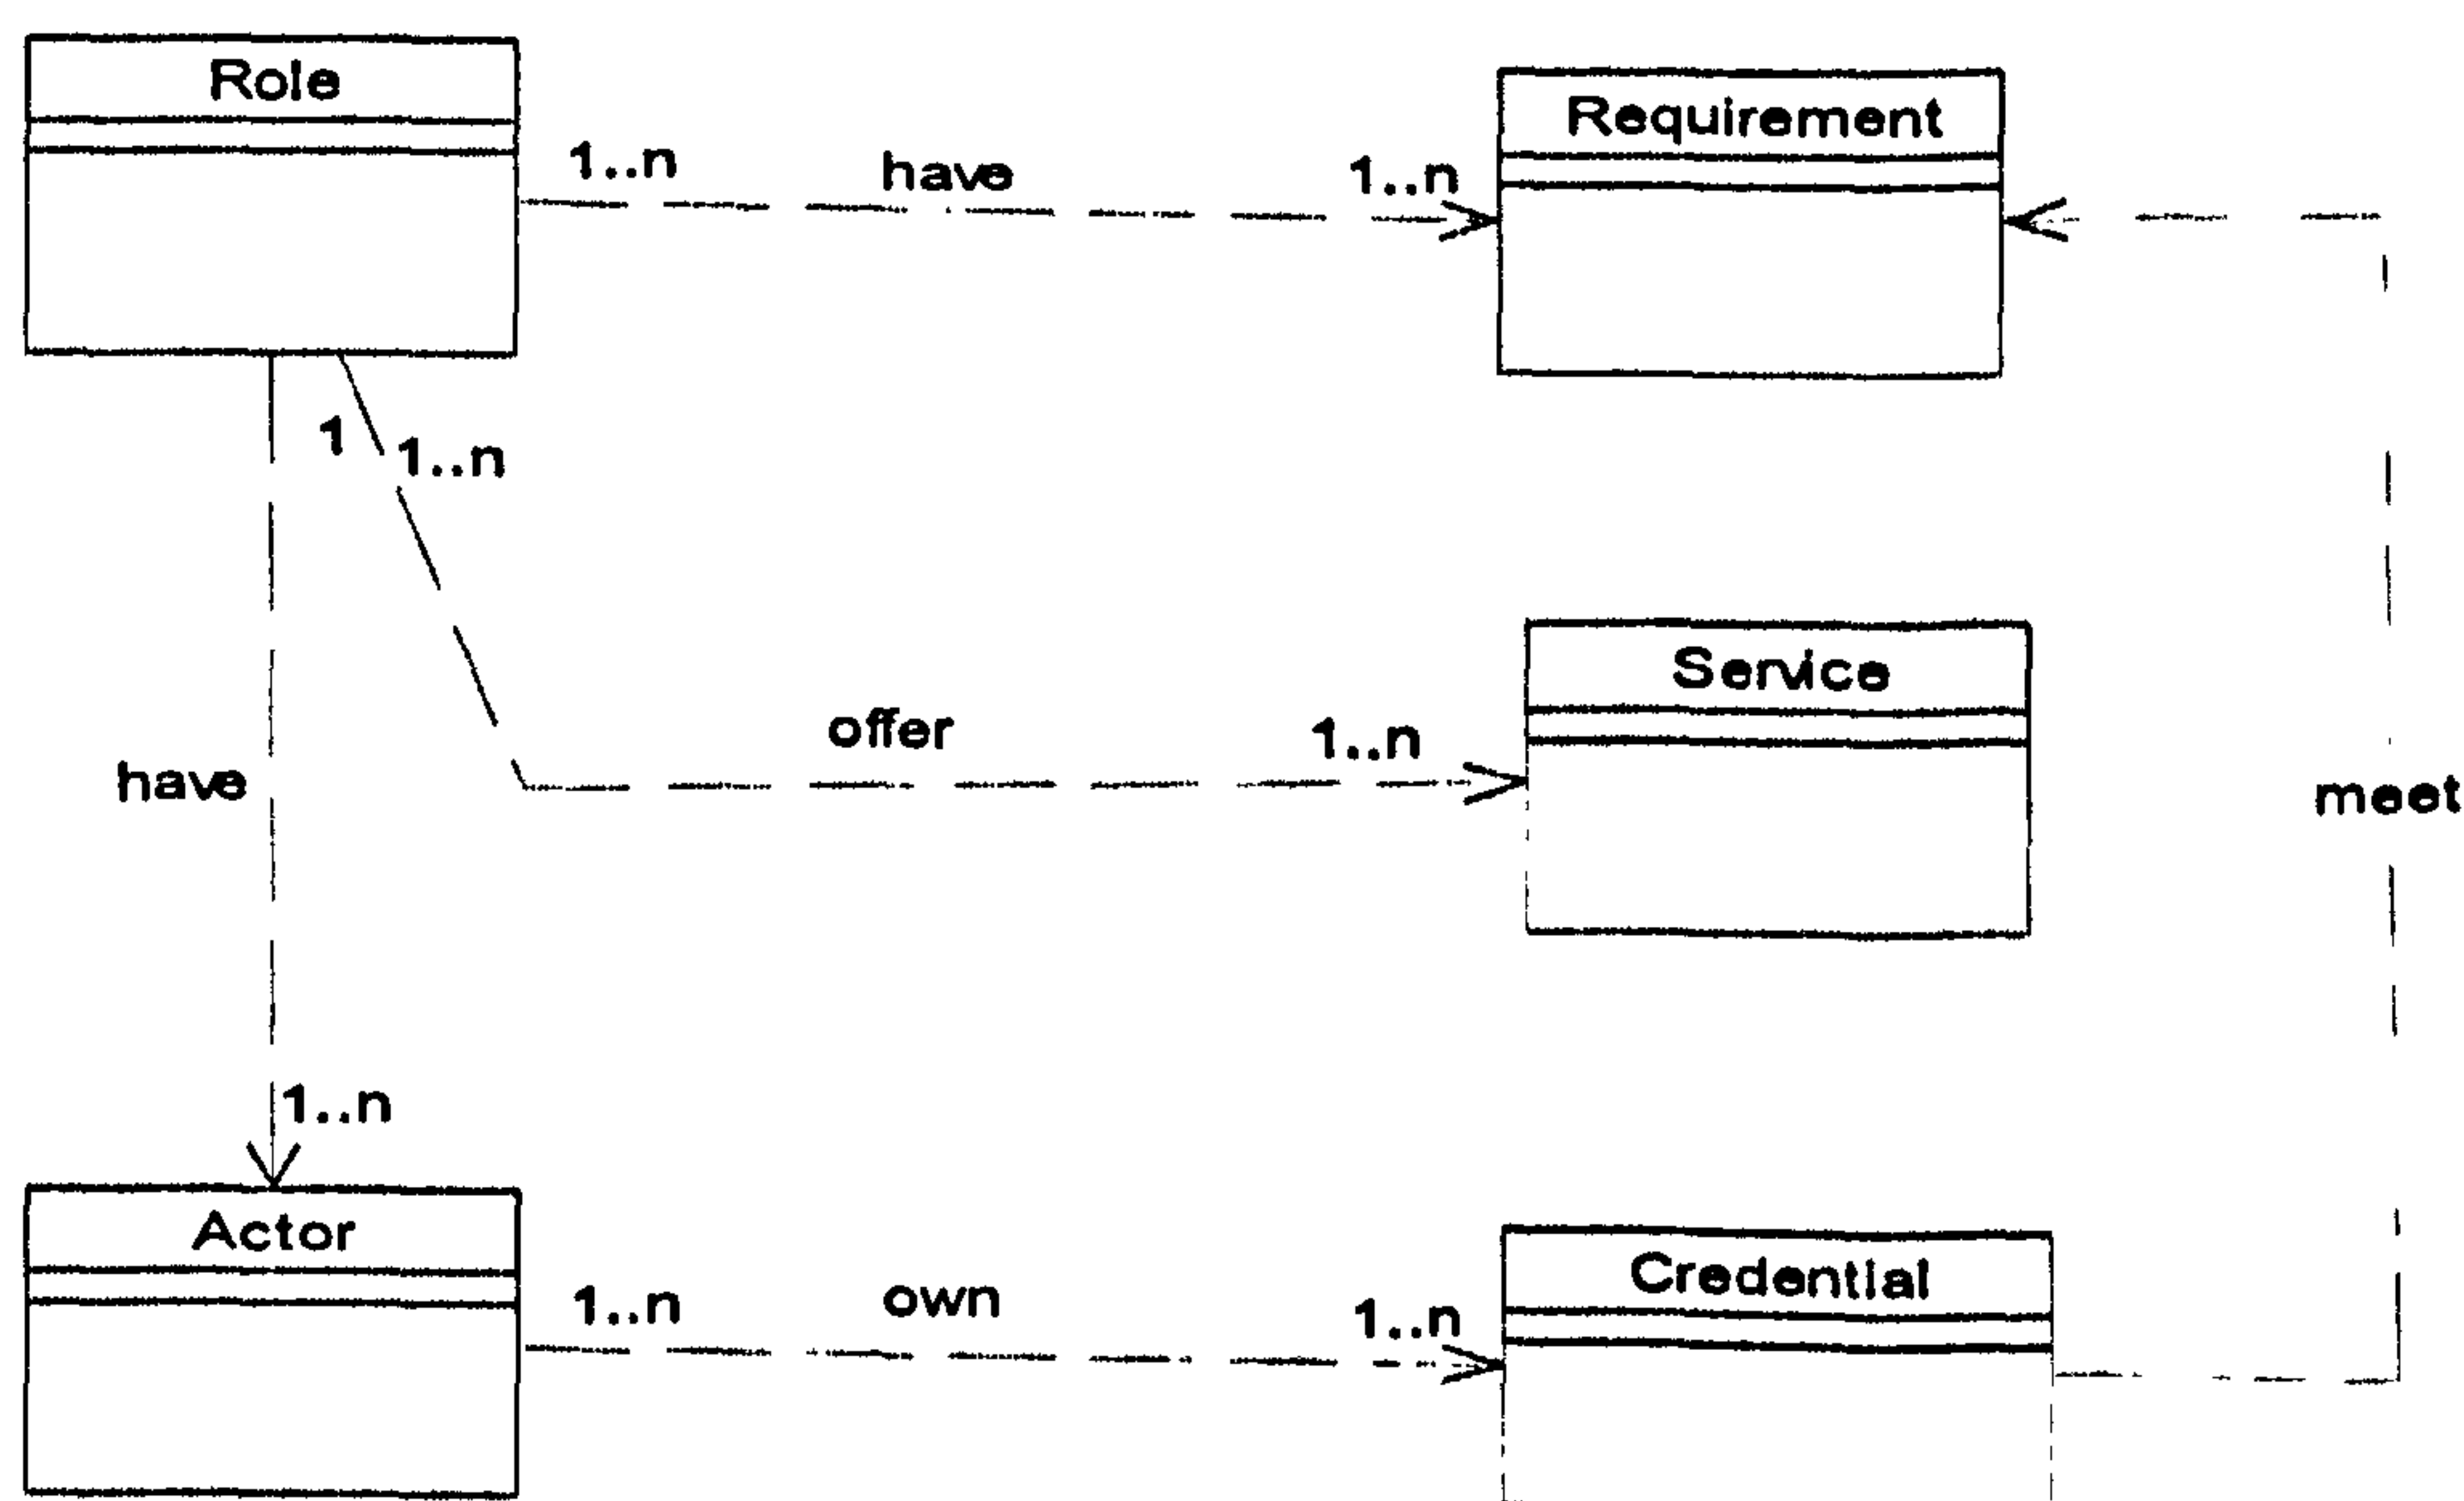 Role
Requirement
1..n
have
1..n
1
1..n
Service
offer
1..n
have
meet
1..n
Actor
Credential
1..n
own
1..n